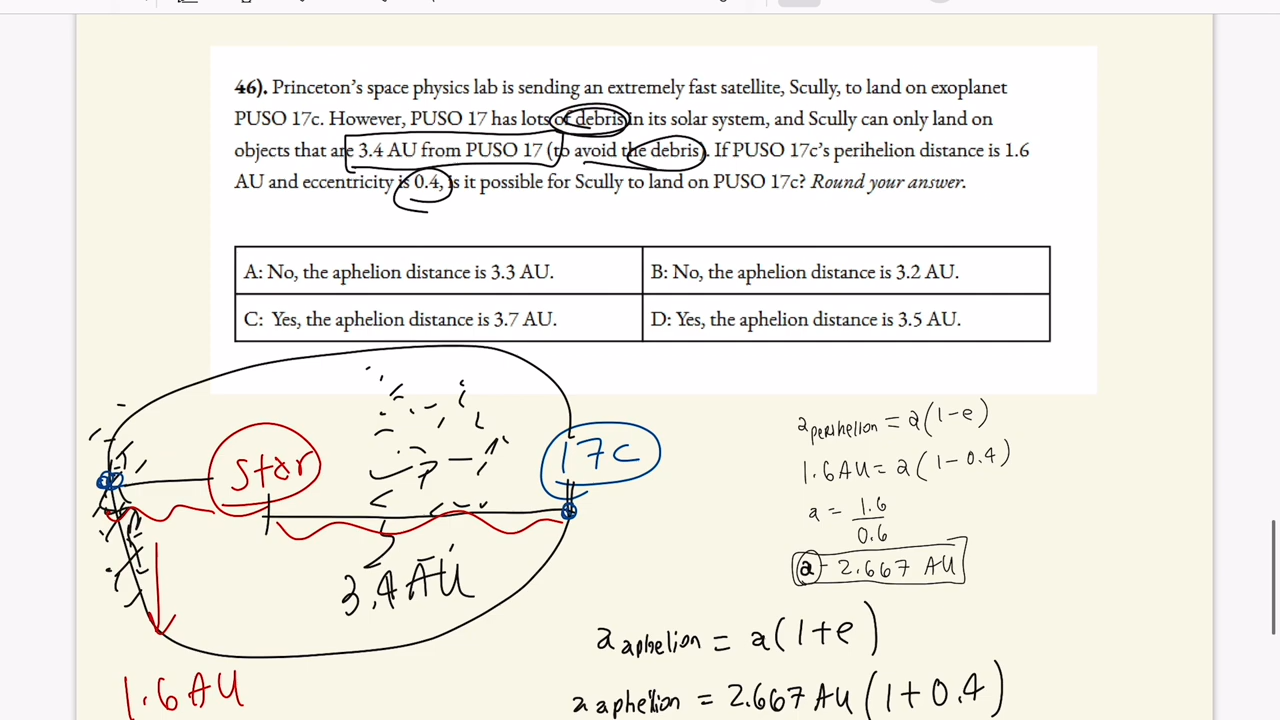 46). Princeton's space physics lab is sending an extremely fast satellite, Scully, to land on exoplanet
PUSO 17c. However, PUSO 17 has lots of debris in its solar system, and Scully can only land on
objects that are 3.4 AU from PUSO 17 (to avoid the debris). If PUSO 17c's perihelion distance is 1.6
AU and eccentricity is 0.4, is it possible for Scully to land on PUSO 17c? Round your answer.
A: No, the aphelion distance is 3.3 AU.
B: No, the aphelion distance is 3.2 AU.
C: Yes, the aphelion distance is 3.7 AU.
D: Yes, the aphelion distance is 3.5 AU.
star
17c
3.4 AU
1.6 AU
a perihelion = a(1-e)
1.6 AU = a(1-0.4)
a = 1.6
0.6
a = 2.667 AU
a aphelion = a(1+e)
a aphelion = 2.667 AU (1+0.4)